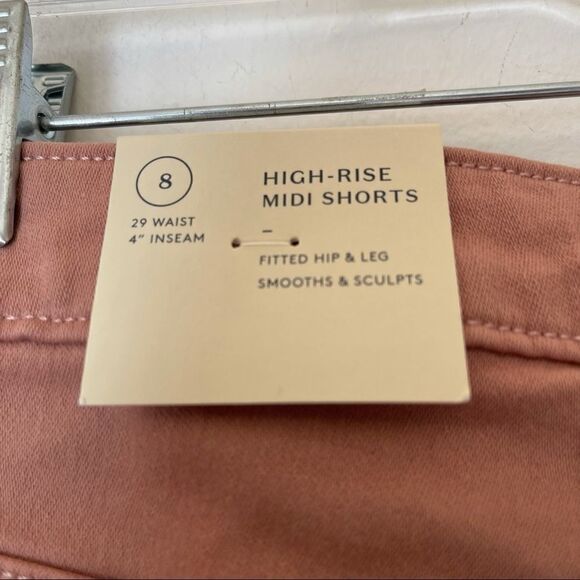 8
29 WAIST
4" INSEAM
HIGH-RISE
MIDI SHORTS
–
FITTED HIP & LEG
SMOOTHS & SCULPTS